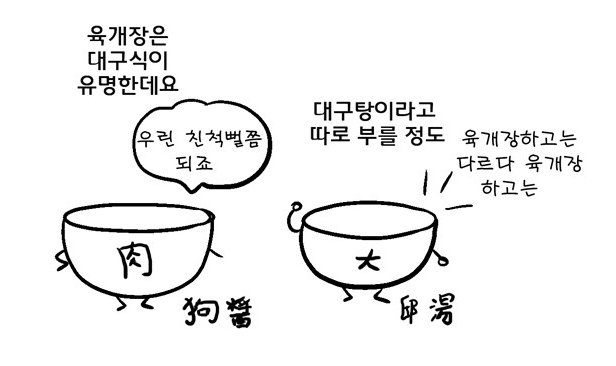 육개장은
대구식이
유명한데요
우린 친척뻘쯤
되죠
대구탕이라고
따로 부를 정도
육개장하고는
다르다 육개장
하고는
肉
狗醬
大
邱湯